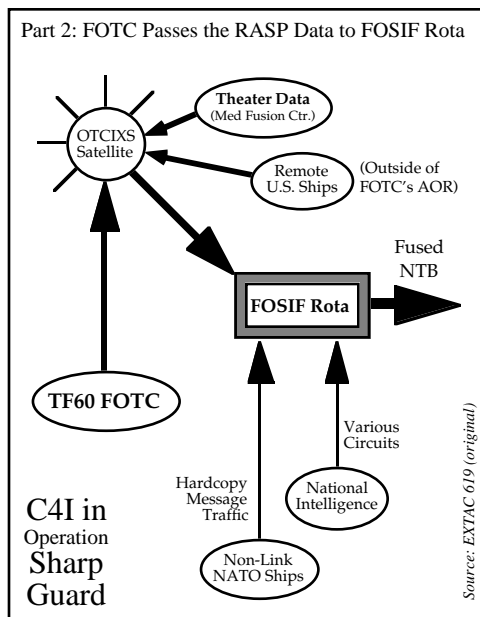 Part 2: FOTC Passes the RASP Data to FOSIF Rota
Theater Data
(Med Fusion Ctr.)
OTCIXS
Satellite
Remote
U.S. Ships
(Outside of
FOTC's AOR)
Fused
NTB
FOSIF Rota
TF60 FOTC
Various
Circuits
Hardcopy
Message
Traffic
National
Intelligence
Non-Link
NATO Ships
C4I in
Operation
Sharp
Guard
Source: EXTAC 619 (original)